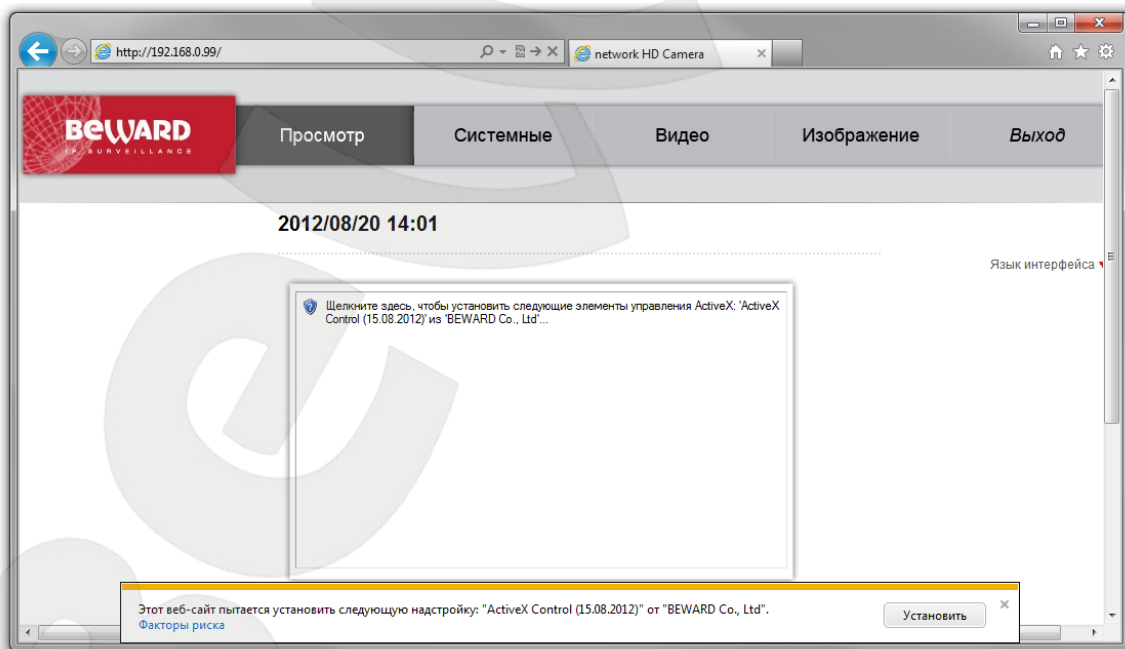 http://192.168.0.99/
network HD Camera
BEWARD
IP SURVEILLANCE
Просмотр
Системные
Видео
Изображение
Выход
2012/08/20 14:01
Язык интерфейса
Щелкните здесь, чтобы установить следующие элементы управления ActiveX: 'ActiveX
Control (15.08.2012)' из 'BEWARD Co., Ltd'...
Этот веб-сайт пытается установить следующую надстройку: "ActiveX Control (15.08.2012)" от "BEWARD Co., Ltd".
Факторы риска
Установить